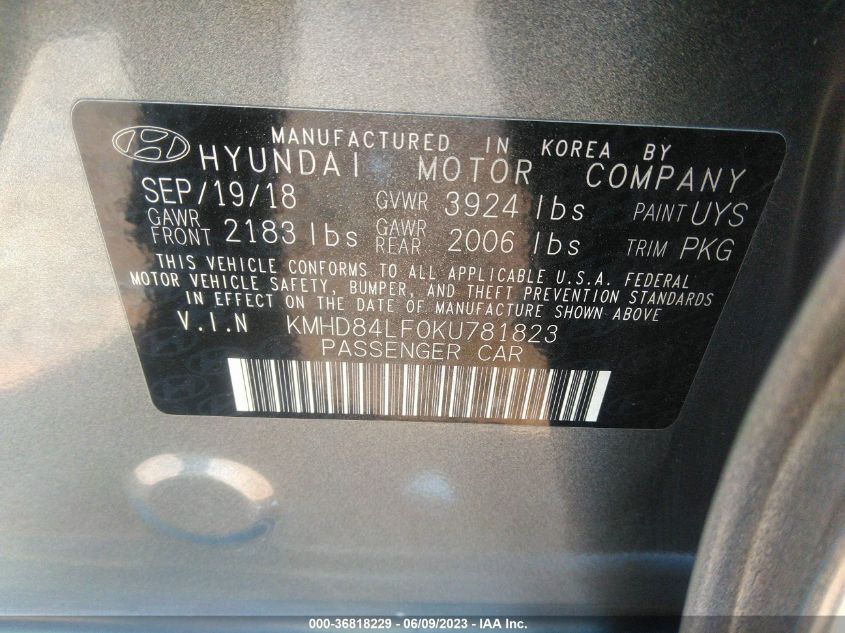 MANUFACTURED IN KOREA BY
HYUNDAI MOTOR COMPANY
SEP/19/18 GVWR 3924 lbs PAINT UYS
GAWR FRONT 2183 lbs GAWR REAR 2006 lbs TRIM PKG
THIS VEHICLE CONFORMS TO ALL APPLICABLE U.S.A. FEDERAL
MOTOR VEHICLE SAFETY, BUMPER, AND THEFT PREVENTION STANDARDS
IN EFFECT ON THE DATE OF MANUFACTURE SHOWN ABOVE
V.I.N KMHD84LF0KU781823
PASSENGER CAR
000-36818229 - 06/09/2023 - IAA Inc.